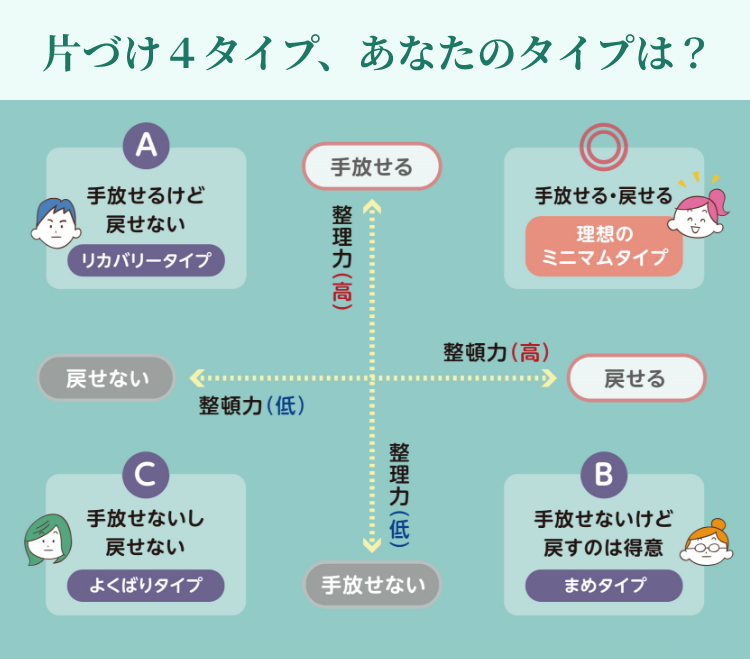 片づけ4タイプ、あなたのタイプは？
A
手放せるけど
戻せない
リカバリータイプ
手放せる
整理力(高)
手放せる・戻せる
理想の
ミニマムタイプ
戻せない
整頓力(低)
整頓力(高)
戻せる
C
手放せないし
戻せない
よくばりタイプ
整理力(低)
手放せない
B
手放せないけど
戻すのは得意
まめタイプ